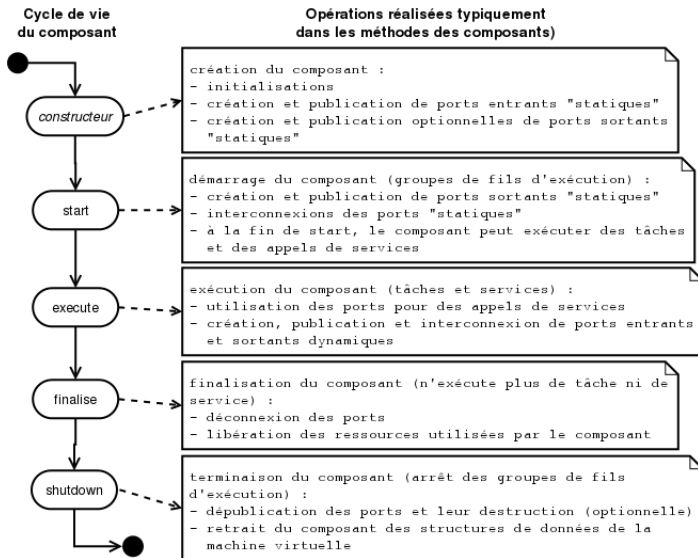 Cycle de vie
du composant
Opérations réalisées typiquement
dans les méthodes des composants)
constructeur
création du composant :
- initialisations
- création et publication de ports entrants "statiques"
- création et publication optionnelles de ports sortants
"statiques"
start
démarrage du composant (groupes de fils d'exécution) :
- création et publication de ports sortants "statiques"
- interconnexions des ports "statiques"
- à la fin de start, le composant peut exécuter des tâches
et des appels de services
execute
exécution du composant (tâches et services) :
- utilisation des ports pour des appels de services
- création, publication et interconnexion de ports entrants
et sortants dynamiques
finalise
finalisation du composant (n'exécute plus de tâche ni de
service) :
- déconnexion des ports
- libération des ressources utilisées par le composant
shutdown
terminaison du composant (arrêt des groupes de fils
d'exécution) :
- dépublication des ports et leur destruction (optionnelle)
- retrait du composant des structures de données de la
machine virtuelle